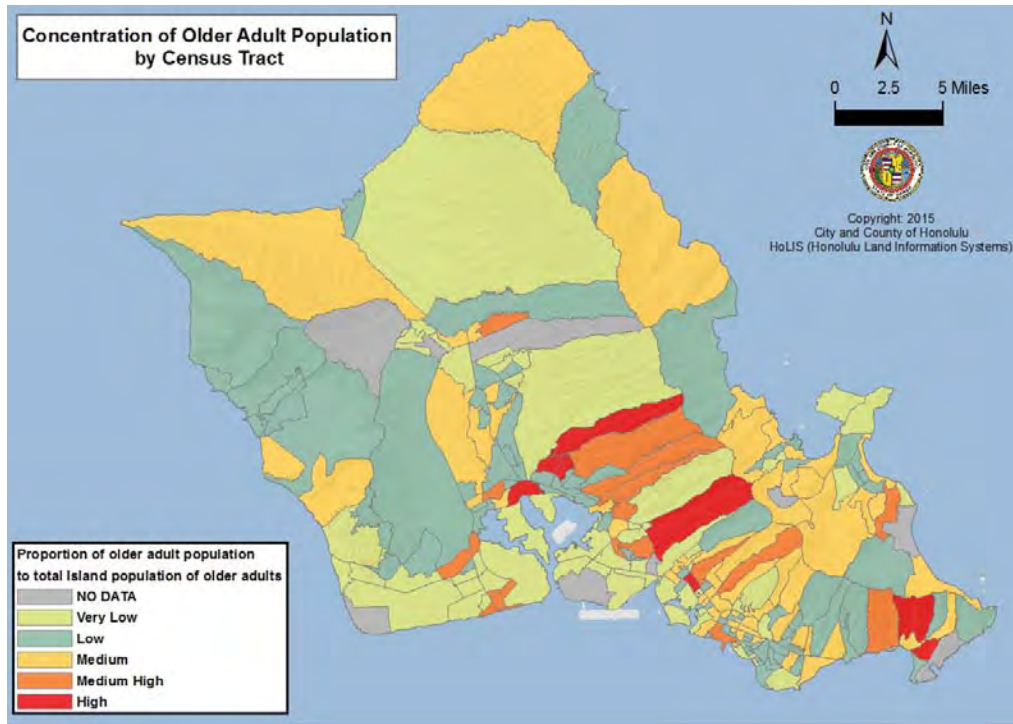 Concentration of Older Adult Population
by Census Tract
N
0 2.5 5 Miles
Copyright: 2015
City and County of Honolulu
HoLIS (Honolulu Land Information Systems)
Proportion of older adult population
to total Island population of older adults
NO DATA
Very Low
Low
Medium
Medium High
High